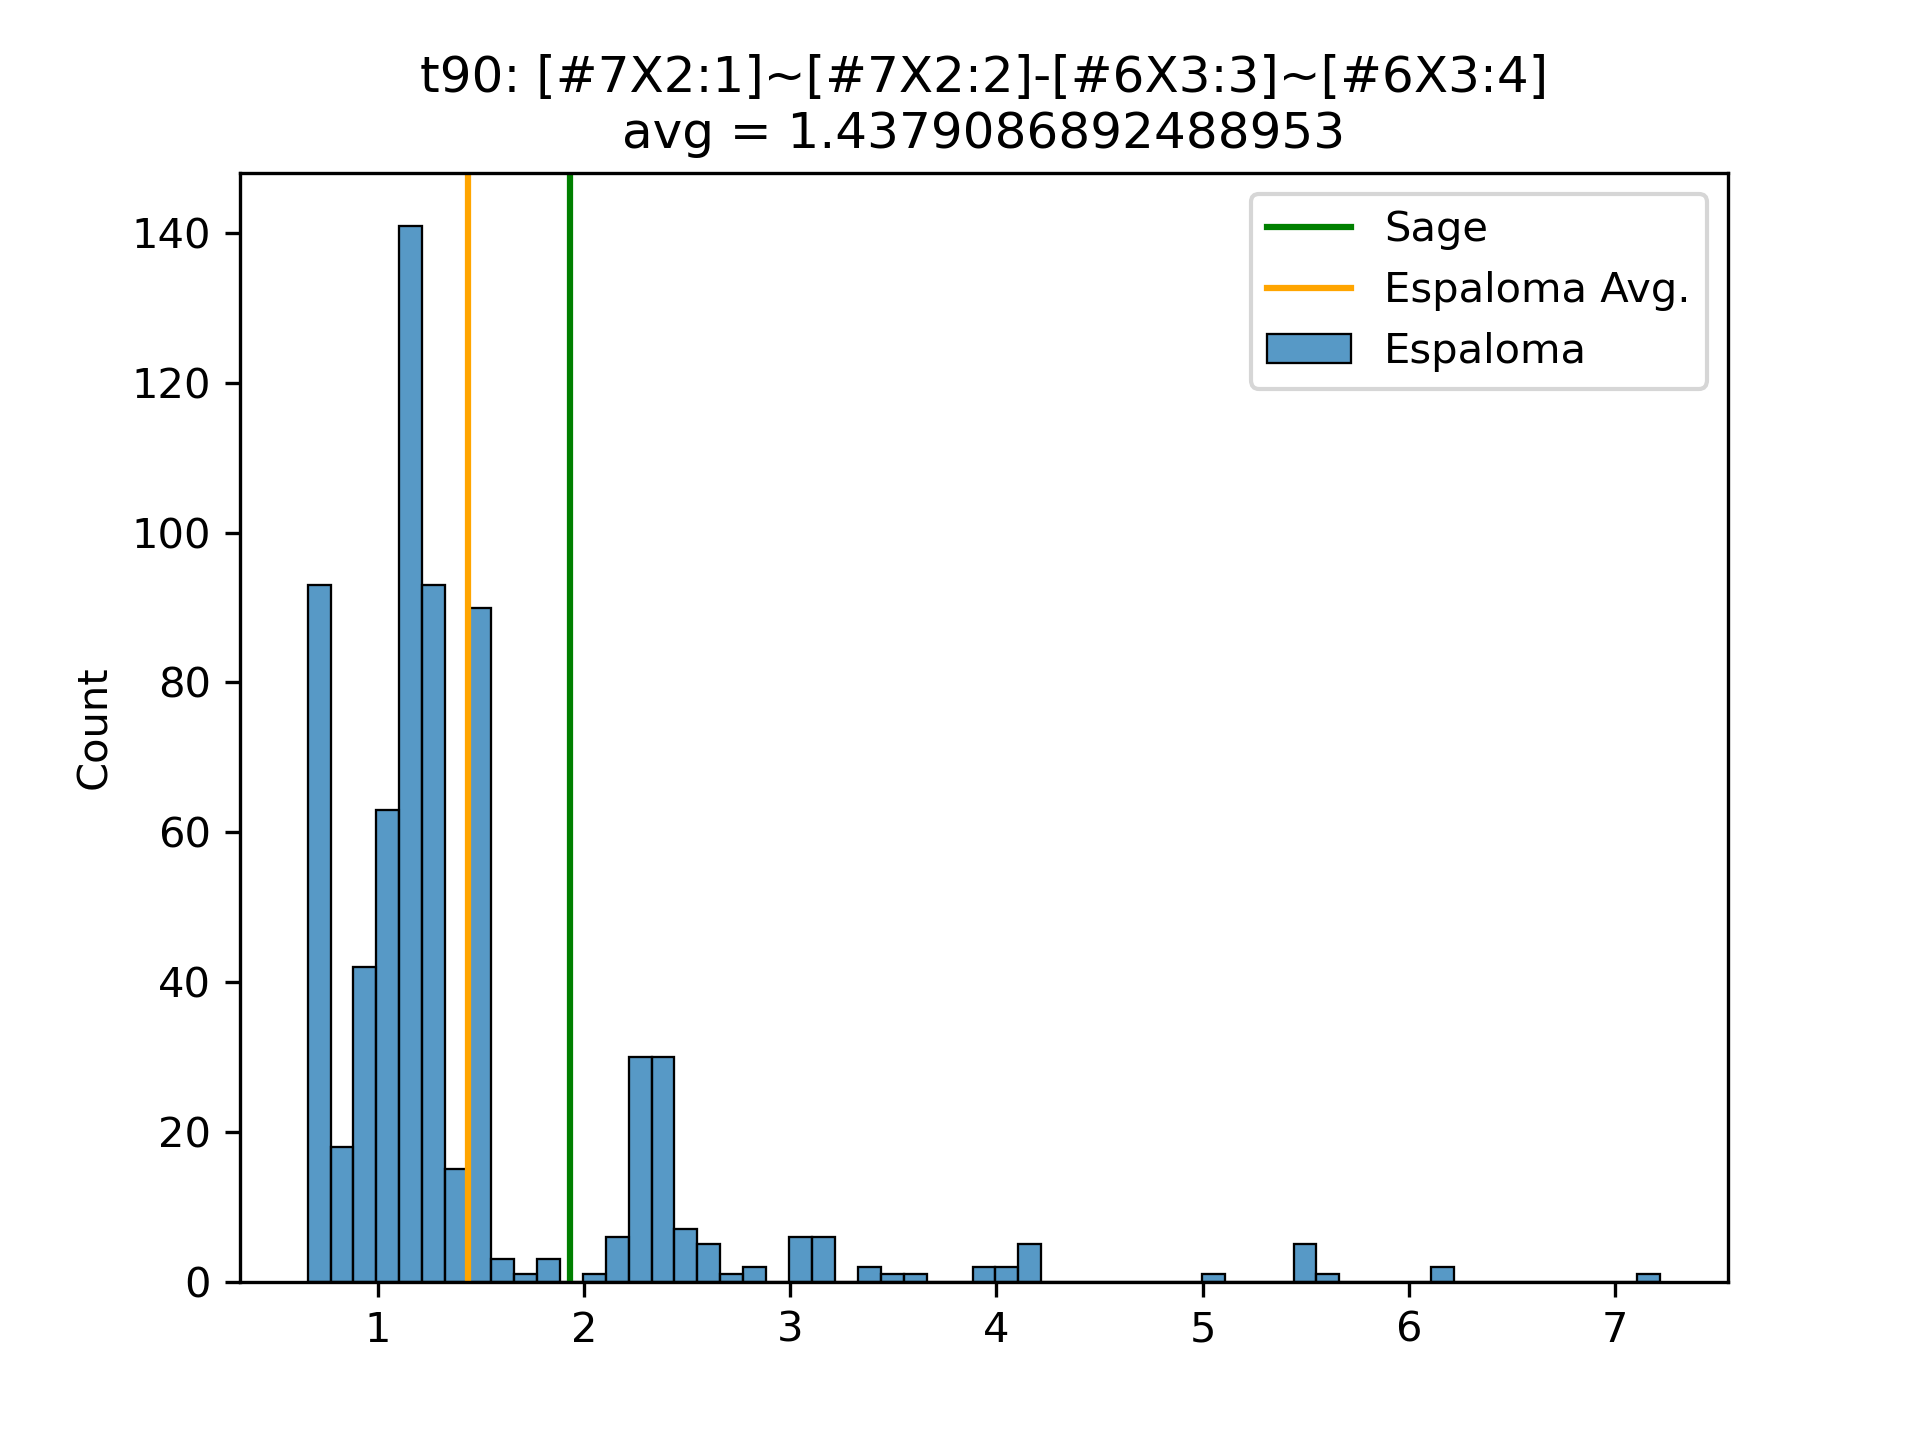 t90: [#7X2:1]~[#7X2:2]-[#6X3:3]~[#6X3:4]
avg = 1.4379086892488953
Sage
Espaloma Avg.
Espaloma
140
120
100
80
60
40
20
0
Count
1 2 3 4 5 6 7